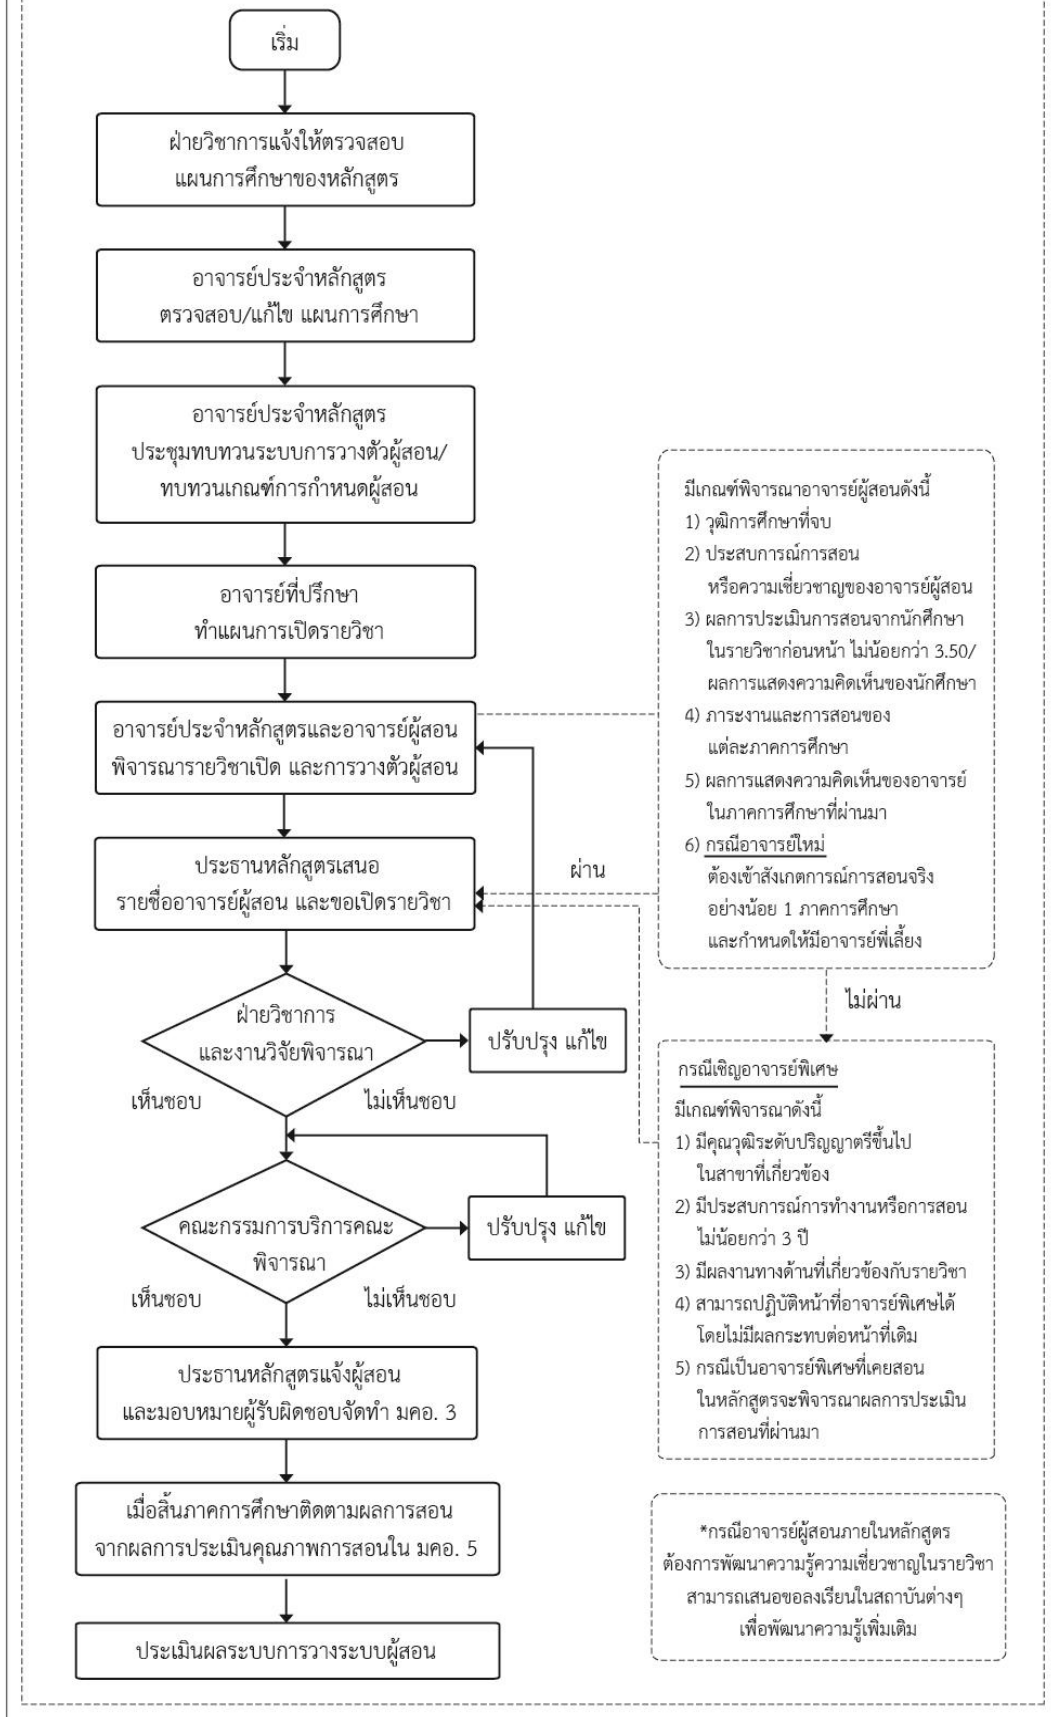 เริ่ม
ฝ่ายวิชาการแจ้งให้ตรวจสอบ
แผนการศึกษาของหลักสูตร
อาจารย์ประจำหลักสูตร
ตรวจสอบ/แก้ไข แผนการศึกษา
อาจารย์ประจำหลักสูตร
ประชุมทบทวนระบบการวางตัวผู้สอน/
ทบทวนเกณฑ์การกำหนดผู้สอน
อาจารย์ที่ปรึกษา
ทำแผนการเปิดรายวิชา
อาจารย์ประจำหลักสูตรและอาจารย์ผู้สอน
พิจารณารายวิชาเปิด และการวางตัวผู้สอน
ประธานหลักสูตรเสนอ
รายชื่ออาจารย์ผู้สอน และขอเปิดรายวิชา
ผ่าน
ฝ่ายวิชาการ
และงานวิจัยพิจารณา
ปรับปรุง แก้ไข
เห็นชอบ
ไม่เห็นชอบ
คณะกรรมการบริการคณะ
พิจารณา
ปรับปรุง แก้ไข
เห็นชอบ
ไม่เห็นชอบ
ประธานหลักสูตรแจ้งผู้สอน
และมอบหมายผู้รับผิดชอบจัดทำ มคอ. 3
เมื่อสิ้นภาคการศึกษาติดตามผลการสอน
จากผลการประเมินคุณภาพการสอนใน มคอ. 5
ประเมินผลระบบการวางระบบผู้สอน
มีเกณฑ์พิจารณาอาจารย์ผู้สอนดังนี้
1) วุฒิการศึกษาที่จบ
2) ประสบการณ์การสอน
หรือความเชี่ยวชาญของอาจารย์ผู้สอน
3) ผลการประเมินการสอนจากนักศึกษา
ในรายวิชาก่อนหน้า ไม่น้อยกว่า 3.50/
ผลการแสดงความคิดเห็นของนักศึกษา
4) ภาระงานและการสอนของ
แต่ละภาคการศึกษา
5) ผลการแสดงความคิดเห็นของอาจารย์
ในภาคการศึกษาที่ผ่านมา
6) กรณีอาจารย์ใหม่
ต้องเข้าสังเกตการณ์การสอนจริง
อย่างน้อย 1 ภาคการศึกษา
และกำหนดให้มีอาจารย์พี่เลี้ยง
ไม่ผ่าน
กรณีเชิญอาจารย์พิเศษ
มีเกณฑ์พิจารณาดังนี้
1) มีคุณวุฒิระดับปริญญาตรีขึ้นไป
ในสาขาที่เกี่ยวข้อง
2) มีประสบการณ์การทำงานหรือการสอน
ไม่น้อยกว่า 3 ปี
3) มีผลงานทางด้านที่เกี่ยวข้องกับรายวิชา
4) สามารถปฏิบัติหน้าที่อาจารย์พิเศษได้
โดยไม่มีผลกระทบต่อหน้าที่เดิม
5) กรณีเป็นอาจารย์พิเศษที่เคยสอน
ในหลักสูตรจะพิจารณาผลการประเมิน
การสอนที่ผ่านมา
*กรณีอาจารย์ผู้สอนภายในหลักสูตร
ต้องการพัฒนาความรู้ความเชี่ยวชาญในรายวิชา
สามารถเสนอขอลงเรียนในสถาบันต่างๆ
เพื่อพัฒนาความรู้เพิ่มเติม